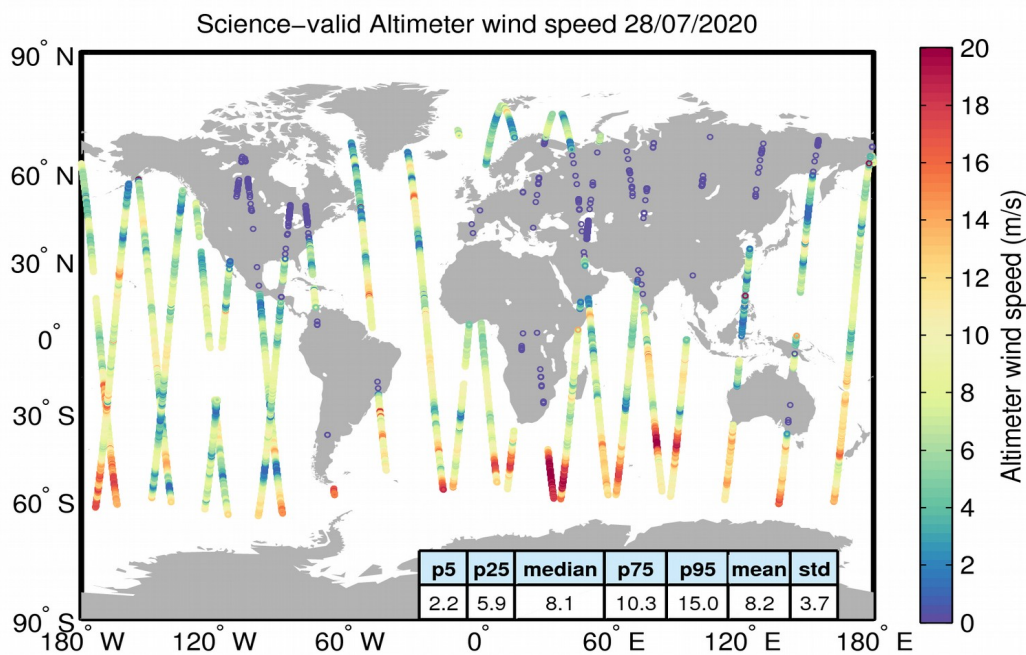 Science−valid Altimeter wind speed 28/07/2020
90° N
60° N
30° N
0°
30° S
60° S
90° S
180° W 120° W 60° W 0° 60° E 120° E 180° E
p5 p25 median p75 p95 mean std
2.2 5.9 8.1 10.3 15.0 8.2 3.7
20
18
16
14
12
10
8
6
4
2
0
Altimeter wind speed (m/s)